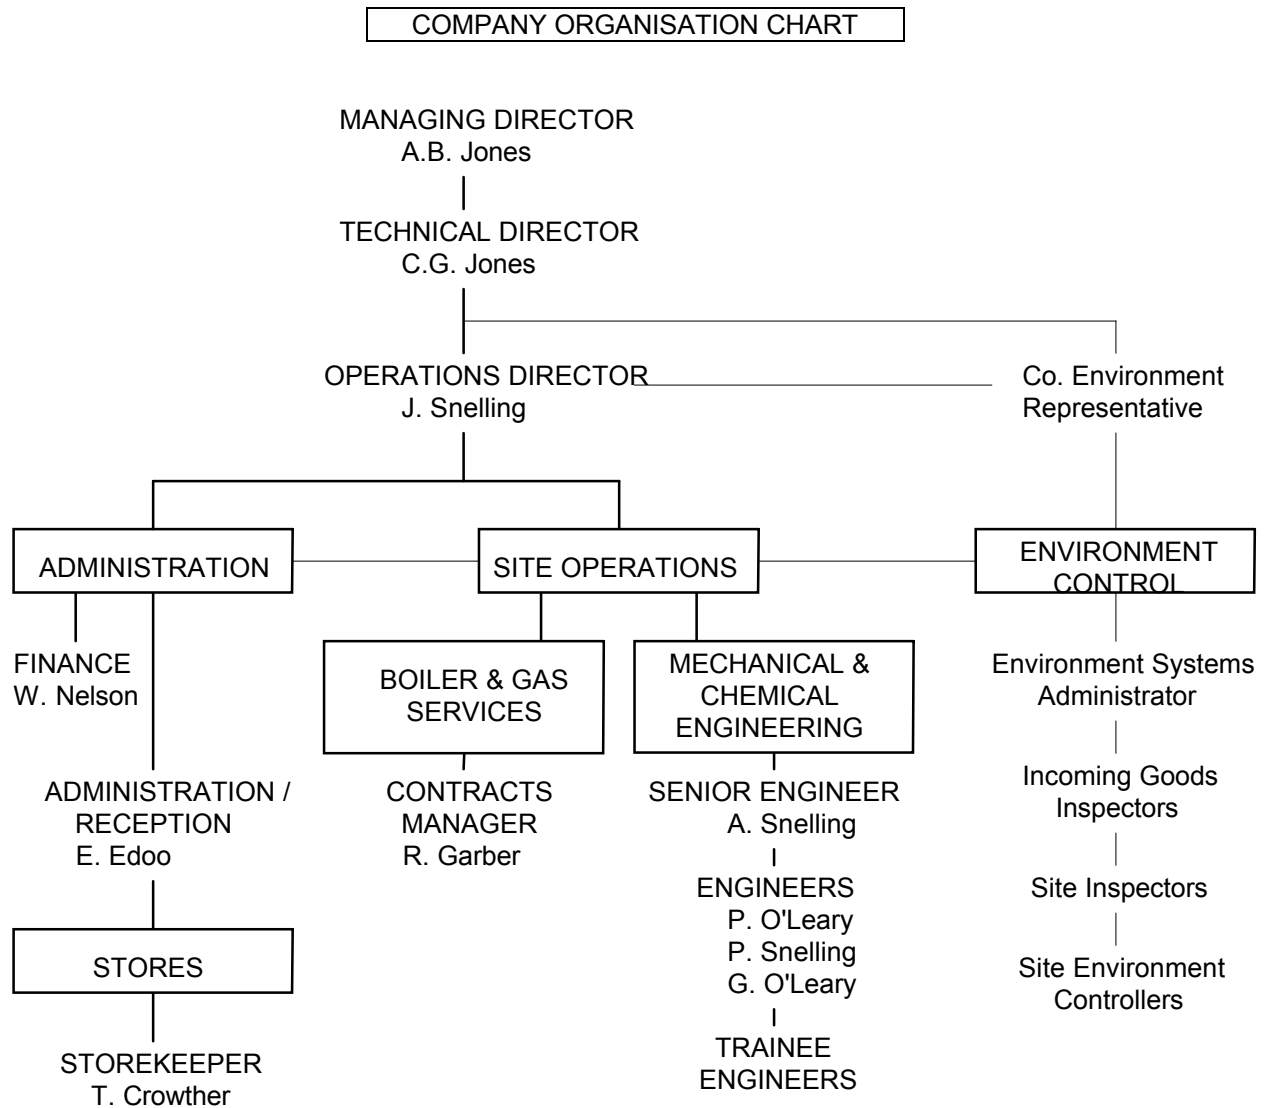 COMPANY ORGANISATION CHART
MANAGING DIRECTOR
A.B. Jones
TECHNICAL DIRECTOR
C.G. Jones
OPERATIONS DIRECTOR
J. Snelling
Co. Environment
Representative
ADMINISTRATION
SITE OPERATIONS
ENVIRONMENT
CONTROL
FINANCE
W. Nelson
BOILER & GAS
SERVICES
MECHANICAL &
CHEMICAL
ENGINEERING
Environment Systems
Administrator
ADMINISTRATION /
RECEPTION
E. Edoo
CONTRACTS
MANAGER
R. Garber
SENIOR ENGINEER
A. Snelling
Incoming Goods
Inspectors
ENGINEERS
P. O'Leary
P. Snelling
G. O'Leary
Site Inspectors
STORES
Site Environment
Controllers
STOREKEEPER
T. Crowther
TRAINEE
ENGINEERS